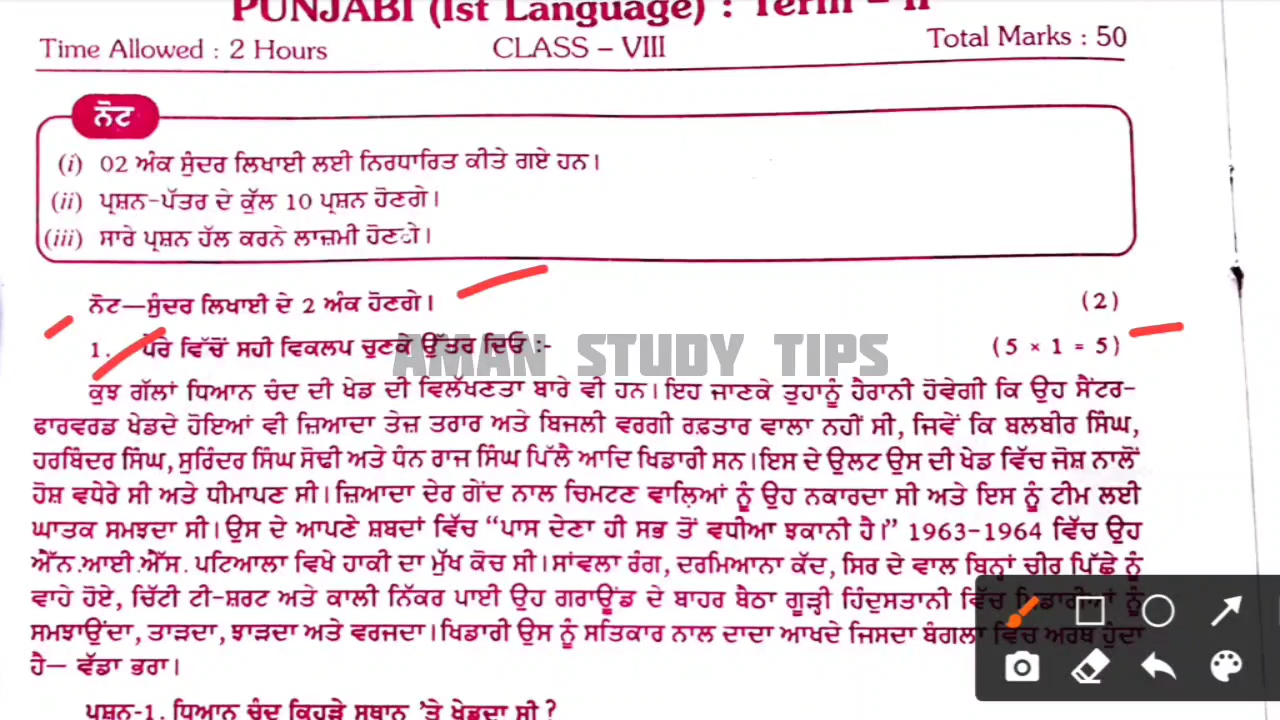 PUNJABI (Ist Language) : Term – II
Time Allowed : 2 Hours CLASS – VIII Total Marks : 50
ਨੋਟ
(i) 02 ਅੰਕ ਸੁੰਦਰ ਲਿਖਾਈ ਲਈ ਨਿਰਧਾਰਿਤ ਕੀਤੇ ਗਏ ਹਨ।
(ii) ਪ੍ਰਸ਼ਨ-ਪੱਤਰ ਦੇ ਕੁੱਲ 10 ਪ੍ਰਸ਼ਨ ਹੋਣਗੇ।
(iii) ਸਾਰੇ ਪ੍ਰਸ਼ਨ ਹੱਲ ਕਰਨੇ ਲਾਜ਼ਮੀ ਹੋਣਗੇ।
ਨੋਟ—ਸੁੰਦਰ ਲਿਖਾਈ ਦੇ 2 ਅੰਕ ਹੋਣਗੇ। (2)
1. ਪੈਰੇ ਵਿੱਚੋਂ ਸਹੀ ਵਿਕਲਪ ਚੁਣਕੇ ਉੱਤਰ ਦਿਓ :- (5 × 1 = 5)
AMAN STUDY TIPS
ਕੁਝ ਗੱਲਾਂ ਧਿਆਨ ਚੰਦ ਦੀ ਖੇਡ ਦੀ ਵਿਲੱਖਣਤਾ ਬਾਰੇ ਵੀ ਹਨ। ਇਹ ਜਾਣਕੇ ਤੁਹਾਨੂੰ ਹੈਰਾਨੀ ਹੋਵੇਗੀ ਕਿ ਉਹ ਸੈਂਟਰ-
ਫਾਰਵਰਡ ਖੇਡਦੇ ਹੋਇਆਂ ਵੀ ਜ਼ਿਆਦਾ ਤੇਜ਼ ਤਰਾਰ ਅਤੇ ਬਿਜਲੀ ਵਰਗੀ ਰਫ਼ਤਾਰ ਵਾਲਾ ਨਹੀਂ ਸੀ, ਜਿਵੇਂ ਕਿ ਬਲਬੀਰ ਸਿੰਘ,
ਹਰਬਿੰਦਰ ਸਿੰਘ, ਸੁਰਿੰਦਰ ਸਿੰਘ ਸੋਢੀ ਅਤੇ ਧੰਨ ਰਾਜ ਸਿੰਘ ਪਿੱਲੈ ਆਦਿ ਖਿਡਾਰੀ ਸਨ। ਇਸ ਦੇ ਉਲਟ ਉਸ ਦੀ ਖੇਡ ਵਿੱਚ ਜੋਸ਼ ਨਾਲੋਂ
ਹੋਸ਼ ਵਧੇਰੇ ਸੀ ਅਤੇ ਧੀਮਾਪਣ ਸੀ। ਜ਼ਿਆਦਾ ਦੇਰ ਗੇਂਦ ਨਾਲ ਚਿਮਟਣ ਵਾਲ਼ਿਆਂ ਨੂੰ ਉਹ ਨਕਾਰਦਾ ਸੀ ਅਤੇ ਇਸ ਨੂੰ ਟੀਮ ਲਈ
ਘਾਤਕ ਸਮਝਦਾ ਸੀ। ਉਸ ਦੇ ਆਪਣੇ ਸ਼ਬਦਾਂ ਵਿੱਚ “ਪਾਸ ਦੇਣਾ ਹੀ ਸਭ ਤੋਂ ਵਧੀਆ ਝਕਾਨੀ ਹੈ।” 1963-1964 ਵਿੱਚ ਉਹ
ਐੱਨ.ਆਈ.ਐੱਸ. ਪਟਿਆਲਾ ਵਿਖੇ ਹਾਕੀ ਦਾ ਮੁੱਖ ਕੋਚ ਸੀ। ਸਾਂਵਲਾ ਰੰਗ, ਦਰਮਿਆਨਾ ਕੱਦ, ਸਿਰ ਦੇ ਵਾਲ ਬਿਨ੍ਹਾਂ ਚੀਰ ਪਿੱਛੇ ਨੂੰ
ਵਾਹੇ ਹੋਏ, ਚਿੱਟੀ ਟੀ-ਸ਼ਰਟ ਅਤੇ ਕਾਲੀ ਨਿੱਕਰ ਪਾਈ ਉਹ ਗਰਾਊਂਡ ਦੇ ਬਾਹਰ ਬੈਠਾ ਗੂੜ੍ਹੀ ਹਿੰਦੁਸਤਾਨੀ ਵਿੱਚ ਖਿਡਾਰੀਆਂ ਨੂੰ
ਸਮਝਾਉਂਦਾ, ਤਾੜਦਾ, ਝਾੜਦਾ ਅਤੇ ਵਰਜਦਾ। ਖਿਡਾਰੀ ਉਸ ਨੂੰ ਸਤਿਕਾਰ ਨਾਲ ਦਾਦਾ ਆਖਦੇ ਜਿਸਦਾ ਬੰਗਲਾ ਵਿੱਚ ਅਰਥ ਹੁੰਦਾ
ਹੈ— ਵੱਡਾ ਭਰਾ।
ਪ੍ਰਸ਼ਨ-1. ਧਿਆਨ ਚੰਦ ਕਿਹੜੇ ਸਥਾਨ 'ਤੇ ਖੇਡਦਾ ਸੀ ?